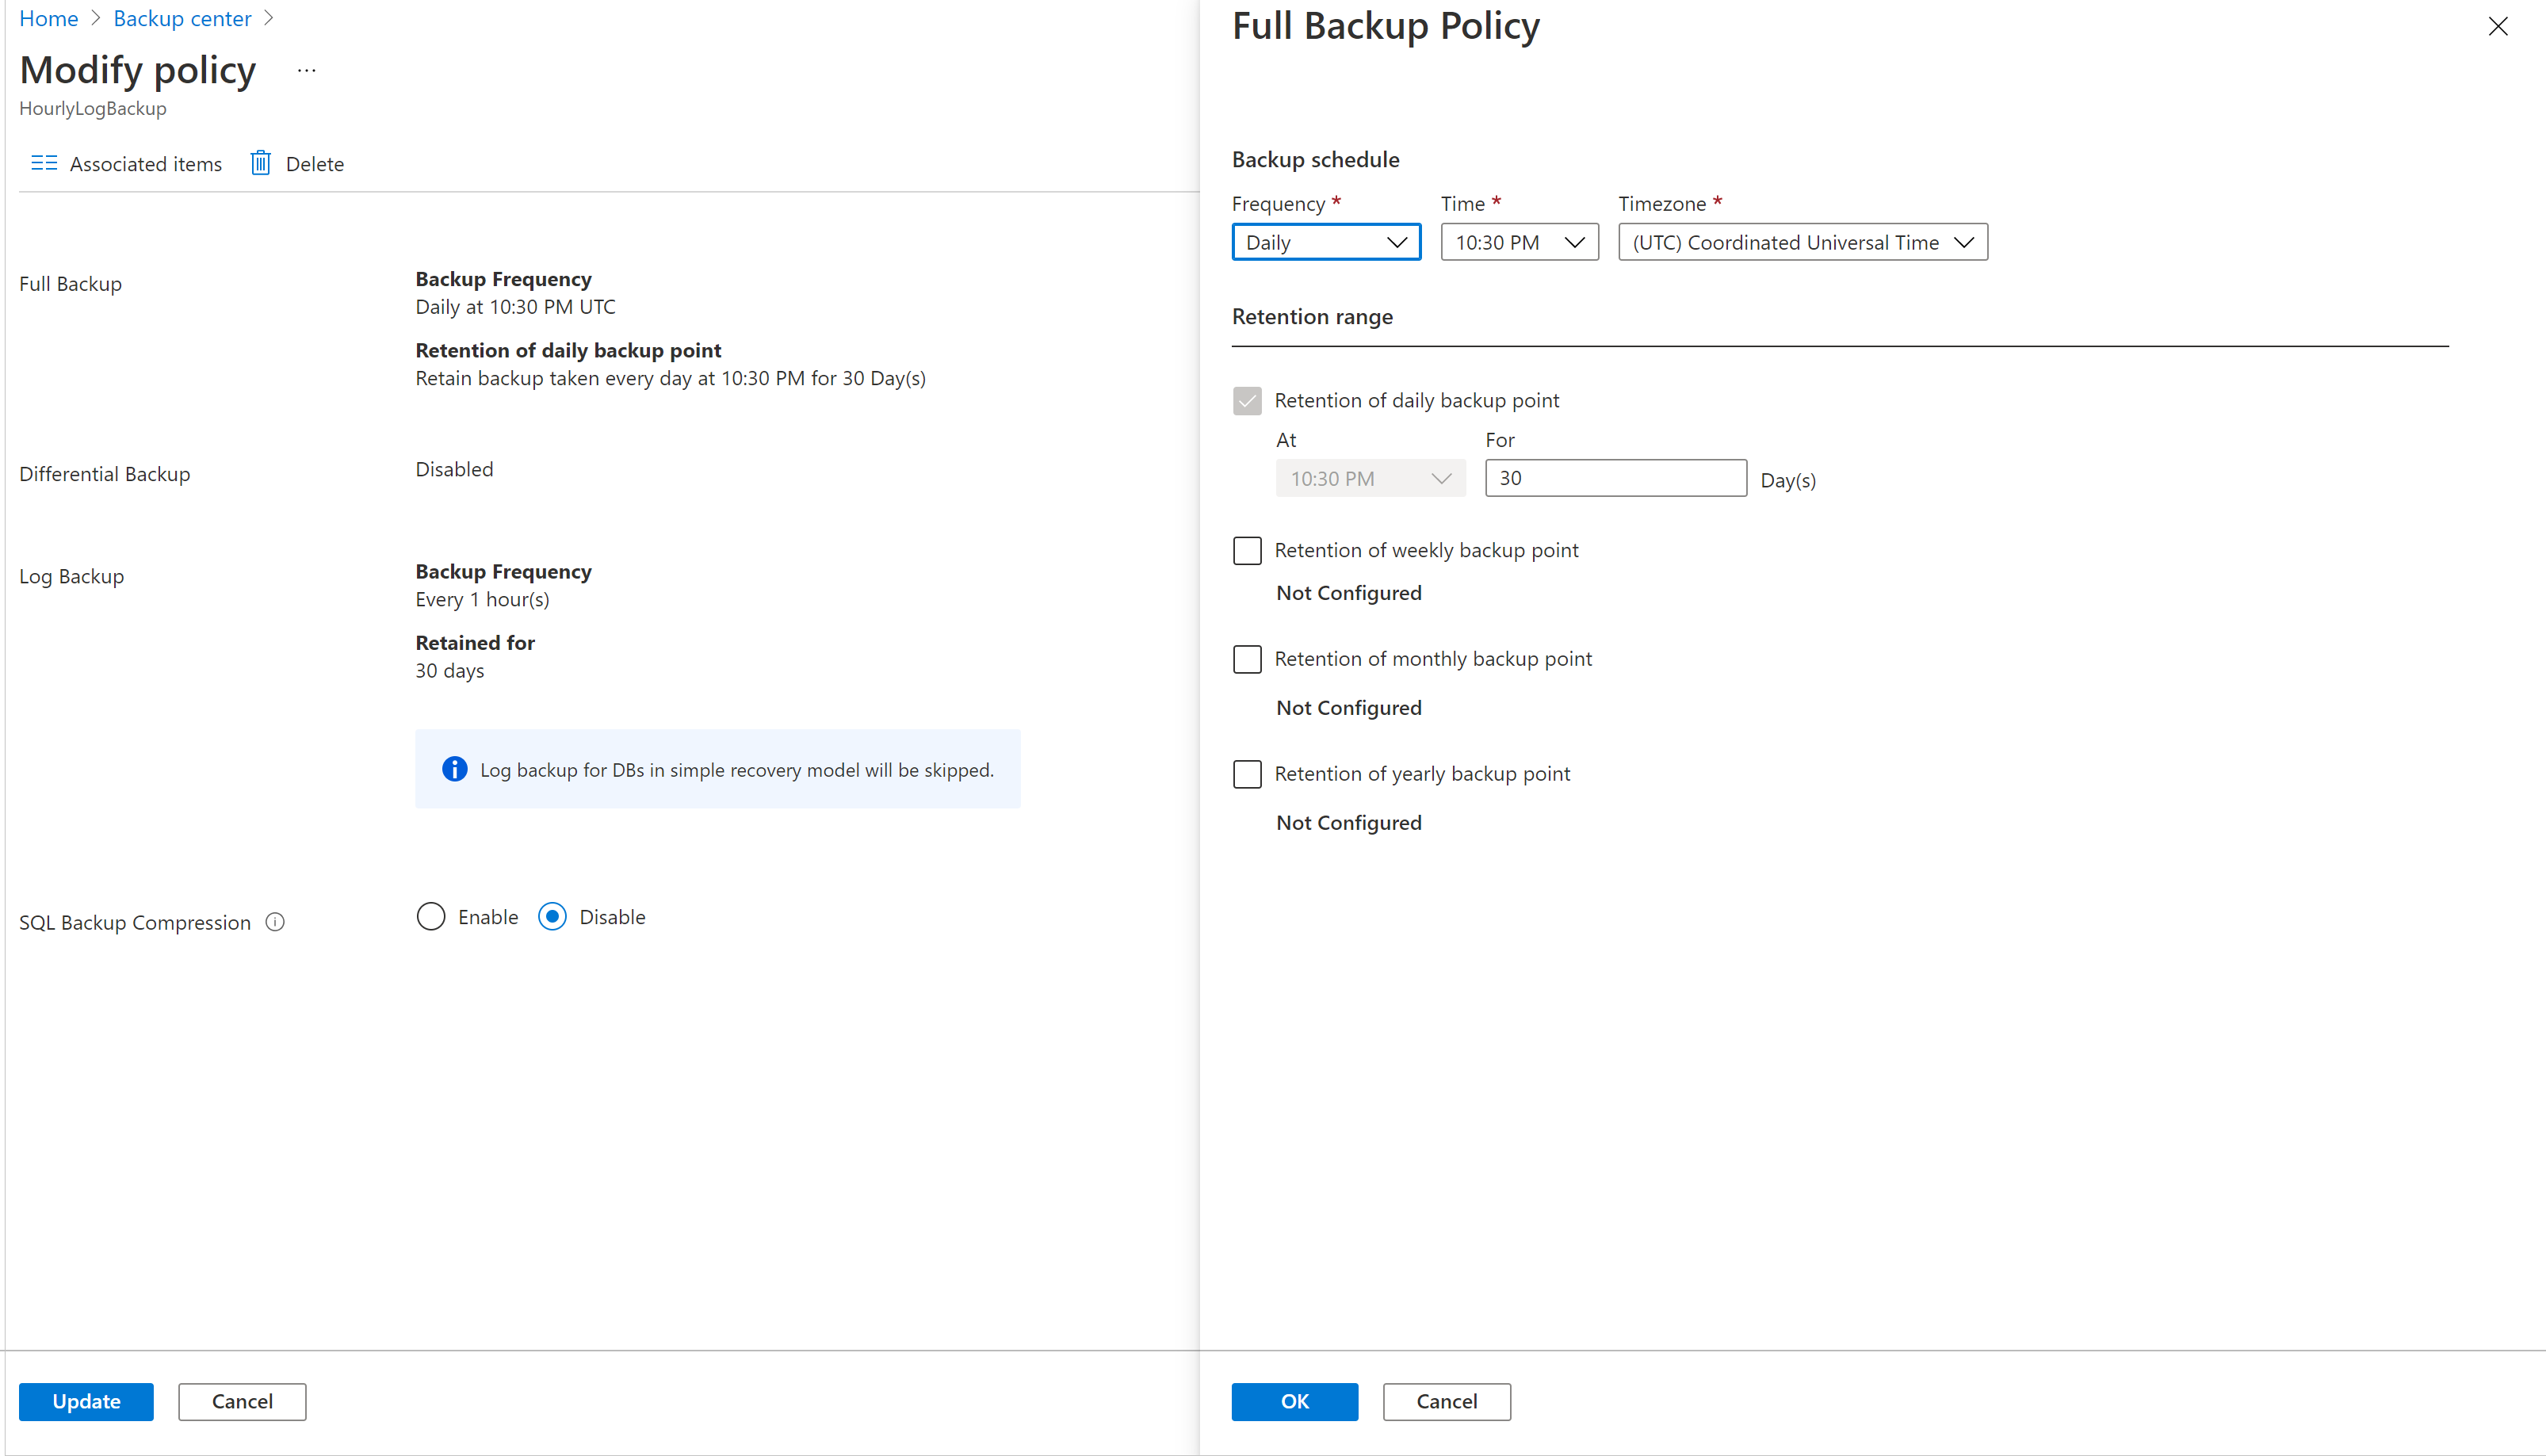 Home > Backup center >
Modify policy ...
HourlyLogBackup
Associated items Delete
Full Backup
Backup Frequency
Daily at 10:30 PM UTC
Retention of daily backup point
Retain backup taken every day at 10:30 PM for 30 Day(s)
Differential Backup
Disabled
Log Backup
Backup Frequency
Every 1 hour(s)
Retained for
30 days
Log backup for DBs in simple recovery model will be skipped.
SQL Backup Compression
Enable Disable
Update Cancel
Full Backup Policy
Backup schedule
Frequency * Time * Timezone *
Daily 10:30 PM (UTC) Coordinated Universal Time
Retention range
Retention of daily backup point
At For
10:30 PM 30 Day(s)
Retention of weekly backup point
Not Configured
Retention of monthly backup point
Not Configured
Retention of yearly backup point
Not Configured
OK Cancel